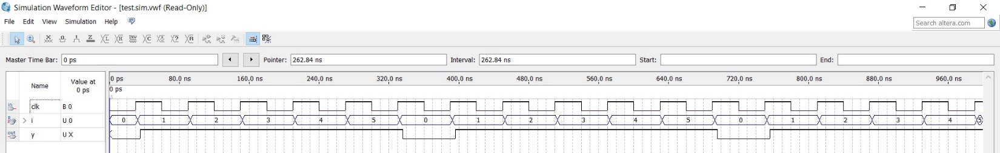 Simulation Waveform Editor - [test.sim.vwf (Read-Only)]
File Edit View Simulation Help
Search altera.com
Master Time Bar: 0 ps Pointer: 262.84 ns Interval: 262.84 ns Start: End:
Name Value at 0 ps
0 ps 80.0 ns 160.0 ns 240.0 ns 320.0 ns 400.0 ns 480.0 ns 560.0 ns 640.0 ns 720.0 ns 800.0 ns 880.0 ns 960.0 ns
0 ps
in clk B 0
R i U 0 0 1 2 3 4 5 0 1 2 3 4 5 0 1 2 3 4 5
out y U X